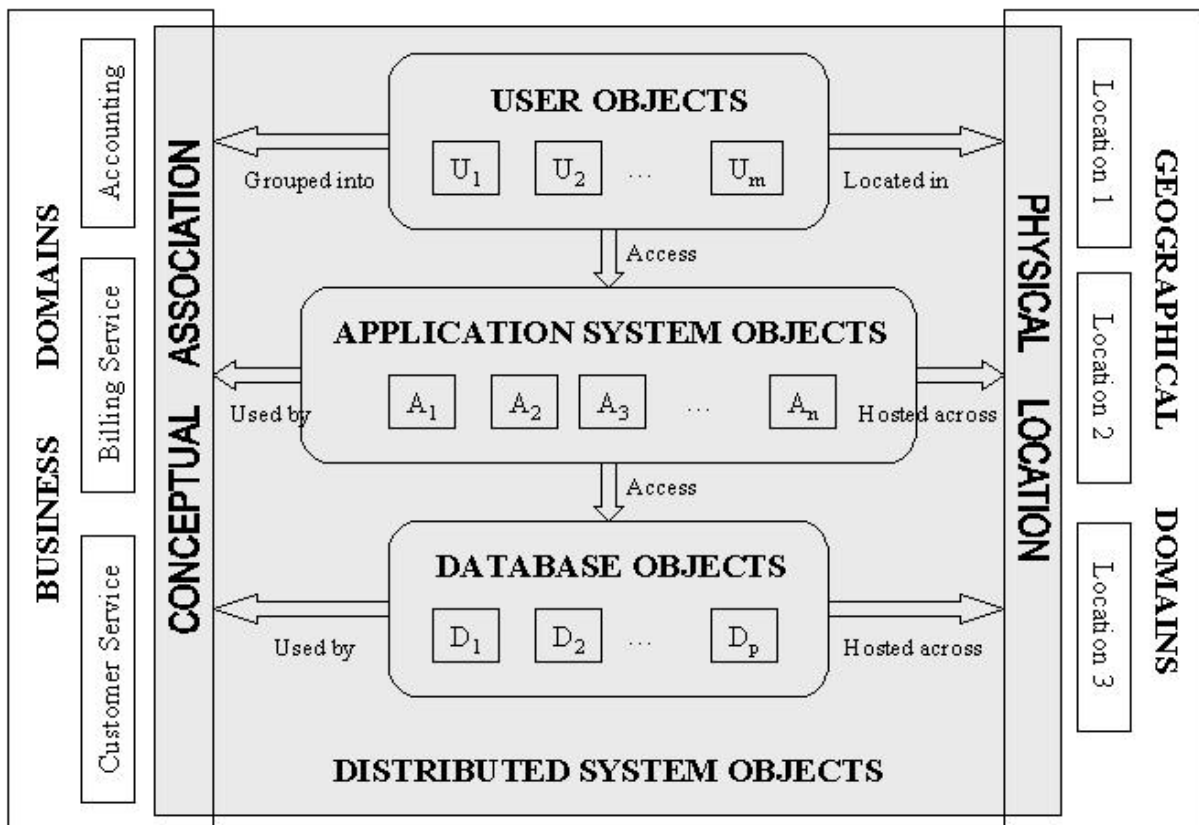 BUSINESS DOMAINS
Accounting
Billing Service
Customer Service
CONCEPTUAL ASSOCIATION
USER OBJECTS
U1 U2 ... Um
Grouped into
Located in
Access
APPLICATION SYSTEM OBJECTS
A1 A2 A3 ... An
Used by
Hosted across
Access
DATABASE OBJECTS
D1 D2 ... Dp
Used by
Hosted across
DISTRIBUTED SYSTEM OBJECTS
PHYSICAL LOCATION
Location 1
Location 2
Location 3
GEOGRAPHICAL DOMAINS